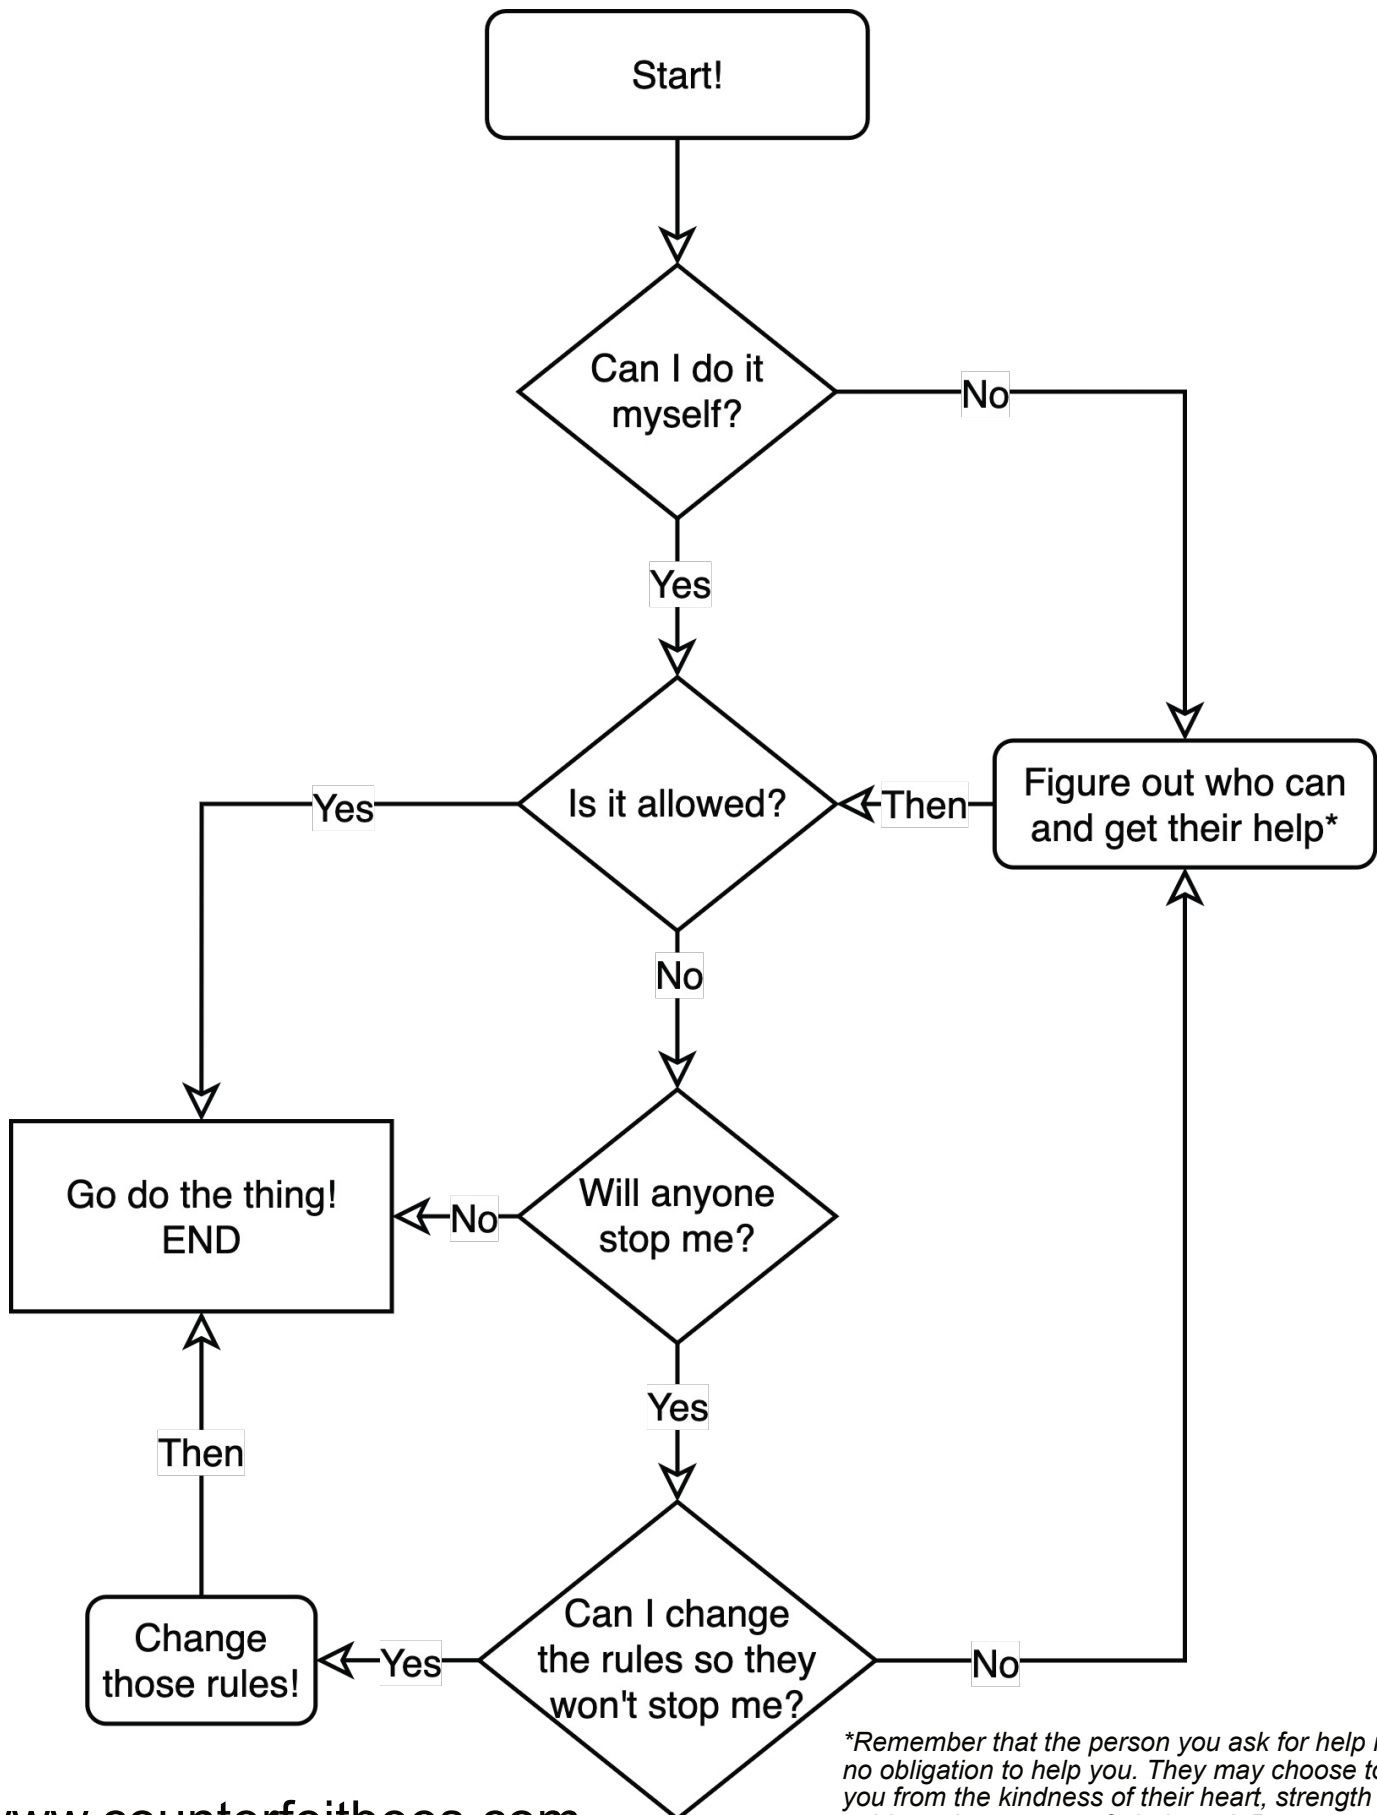 Start!
Can I do it
myself?
No
Yes
Is it allowed?
Yes
Then
Figure out who can
and get their help*
No
Go do the thing!
END
No
Will anyone
stop me?
Yes
Then
Change
those rules!
Yes
Can I change
the rules so they
won't stop me?
No
*Remember that the person you ask for help
no obligation to help you. They may choose
you from the kindness of their heart, strength